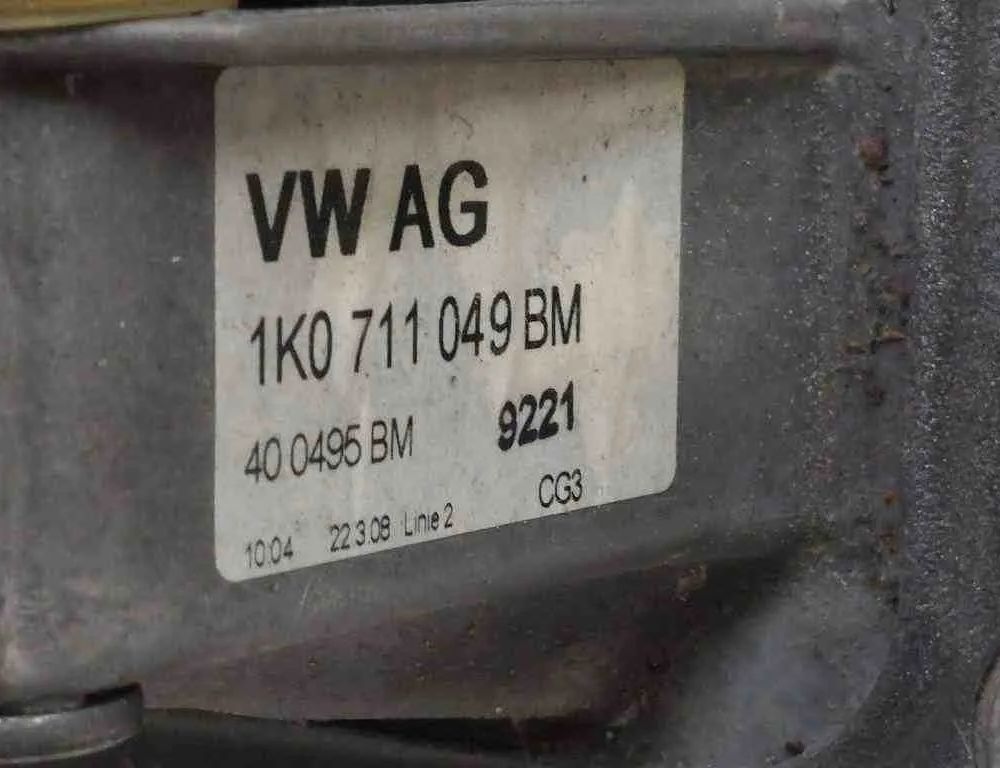 VW AG
1K0 711 049 BM
40 0495 BM 9221
CG3
10:04 22.3.08 Linie 2